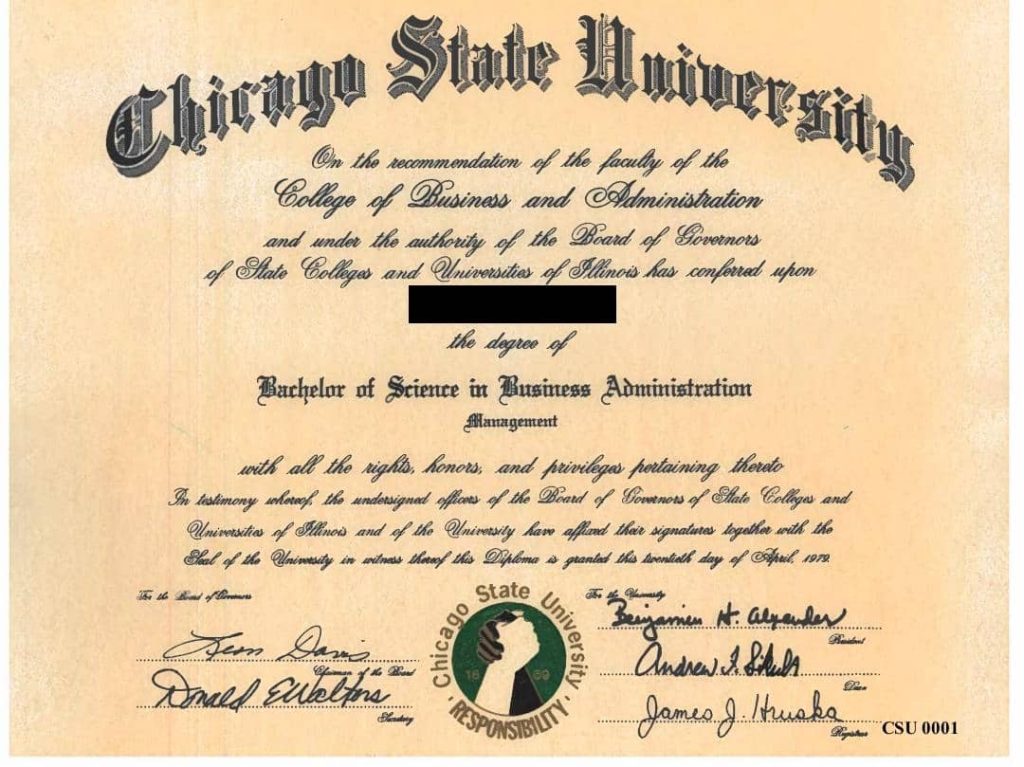 Chicago State University
On the recommendation of the faculty of the
College of Business and Administration
and under the authority of the Board of Governors
of State Colleges and Universities of Illinois has conferred upon
the degree of
Bachelor of Science in Business Administration
Management
with all the rights, honors, and privileges pertaining thereto
In testimony whereof, the undersigned officers of the Board of Governors of State Colleges and
Universities of Illinois and of the University have affixed their signatures together with the
Seal of the University in witness thereof this Diploma is granted this twentieth day of April, 1979.
For the Board of Governors
Leon Davis
Chairman of the Board
Donald E Walters
Secretary
Chicago State University
1869
RESPONSIBILITY
For the University
Benjamin H. Alexander
President
Andrew F.
Dean
James J. Hruska
Registrar
CSU 0001